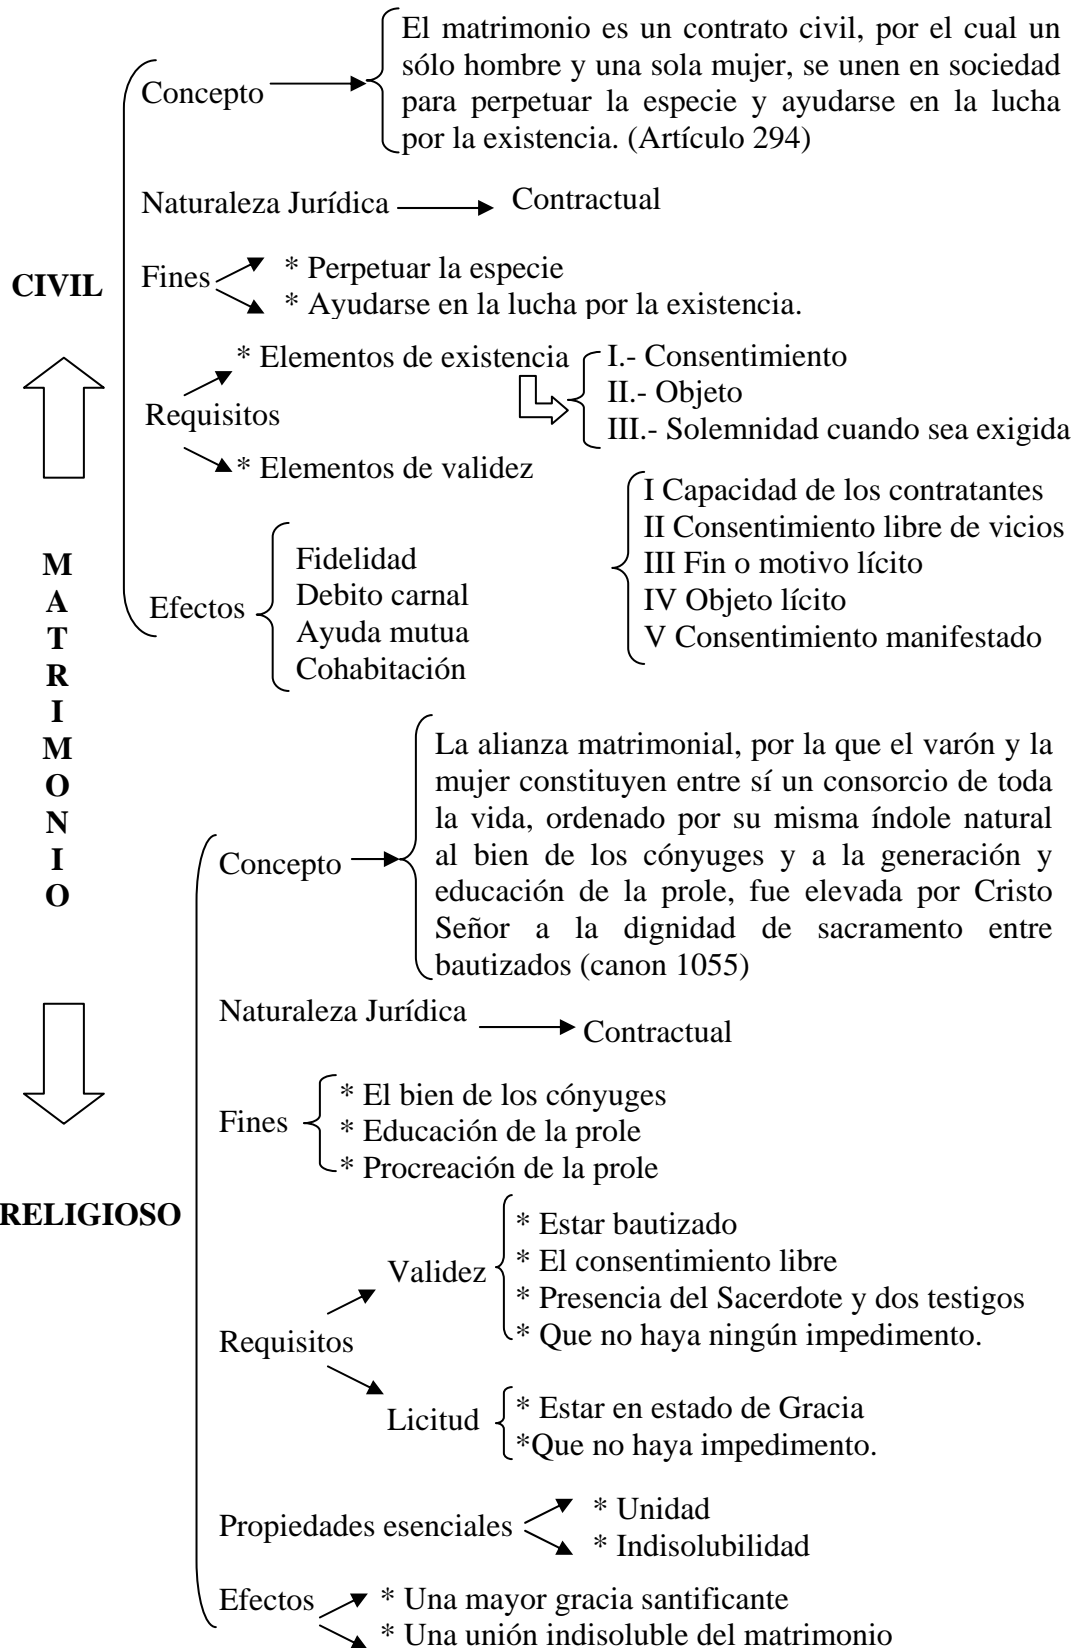 El matrimonio es un contrato civil, por el cual un
sólo hombre y una sola mujer, se unen en sociedad
para perpetuar la especie y ayudarse en la lucha
por la existencia. (Artículo 294)
Concepto
Naturaleza Jurídica
Contractual
CIVIL
Fines
* Perpetuar la especie
* Ayudarse en la lucha por la existencia.
Requisitos
* Elementos de existencia
I.- Consentimiento
II.- Objeto
III.- Solemnidad cuando sea exigida
* Elementos de validez
I Capacidad de los contratantes
II Consentimiento libre de vicios
III Fin o motivo lícito
IV Objeto lícito
V Consentimiento manifestado
Efectos
Fidelidad
Debito carnal
Ayuda mutua
Cohabitación
M
A
T
R
I
M
O
N
I
O
La alianza matrimonial, por la que el varón y la
mujer constituyen entre sí un consorcio de toda
la vida, ordenado por su misma índole natural
al bien de los cónyuges y a la generación y
educación de la prole, fue elevada por Cristo
Señor a la dignidad de sacramento entre
bautizados (canon 1055)
Concepto
Naturaleza Jurídica
Contractual
Fines
* El bien de los cónyuges
* Educación de la prole
* Procreación de la prole
RELIGIOSO
Requisitos
Validez
* Estar bautizado
* El consentimiento libre
* Presencia del Sacerdote y dos testigos
* Que no haya ningún impedimento.
Licitud
* Estar en estado de Gracia
*Que no haya impedimento.
Propiedades esenciales
* Unidad
* Indisolubilidad
Efectos
* Una mayor gracia santificante
* Una unión indisoluble del matrimonio